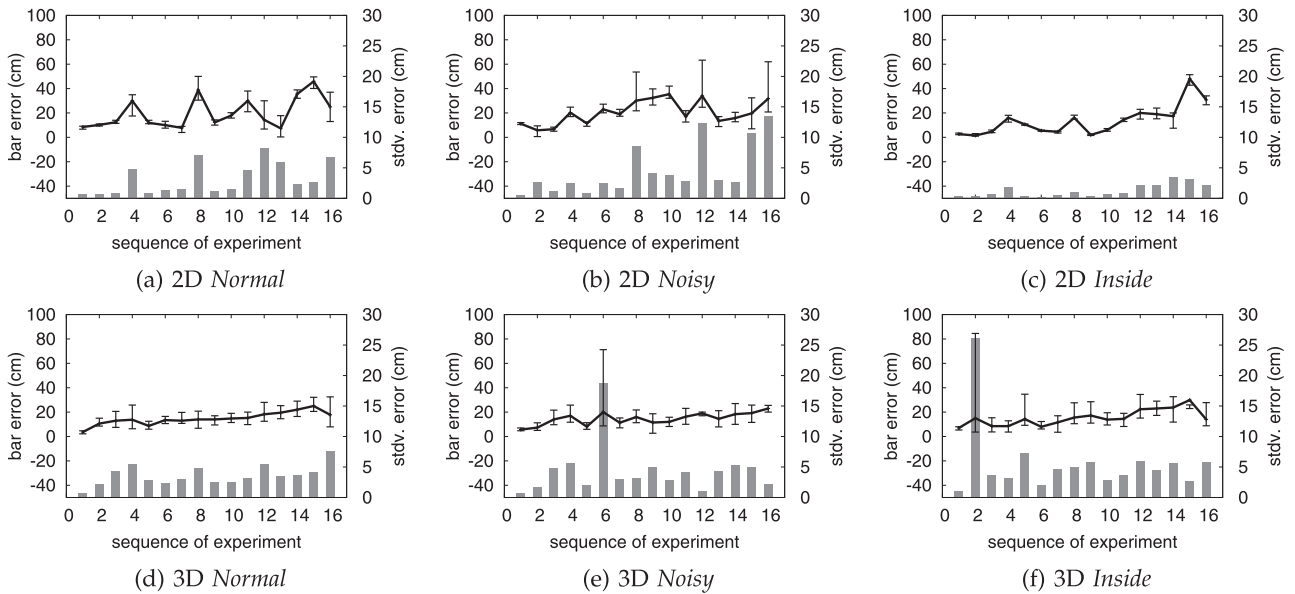 100 80 60 40 20 0 -20 -40
bar error (cm)
30 25 20 15 10 5 0
stdv. error (cm)
0 2 4 6 8 10 12 14 16
sequence of experiment
(a) 2D Normal
100 80 60 40 20 0 -20 -40
bar error (cm)
30 25 20 15 10 5 0
stdv. error (cm)
0 2 4 6 8 10 12 14 16
sequence of experiment
(b) 2D Noisy
100 80 60 40 20 0 -20 -40
bar error (cm)
30 25 20 15 10 5 0
stdv. error (cm)
0 2 4 6 8 10 12 14 16
sequence of experiment
(c) 2D Inside
100 80 60 40 20 0 -20 -40
bar error (cm)
30 25 20 15 10 5 0
stdv. error (cm)
0 2 4 6 8 10 12 14 16
sequence of experiment
(d) 3D Normal
100 80 60 40 20 0 -20 -40
bar error (cm)
30 25 20 15 10 5 0
stdv. error (cm)
0 2 4 6 8 10 12 14 16
sequence of experiment
(e) 3D Noisy
100 80 60 40 20 0 -20 -40
bar error (cm)
30 25 20 15 10 5 0
stdv. error (cm)
0 2 4 6 8 10 12 14 16
sequence of experiment
(f) 3D Inside